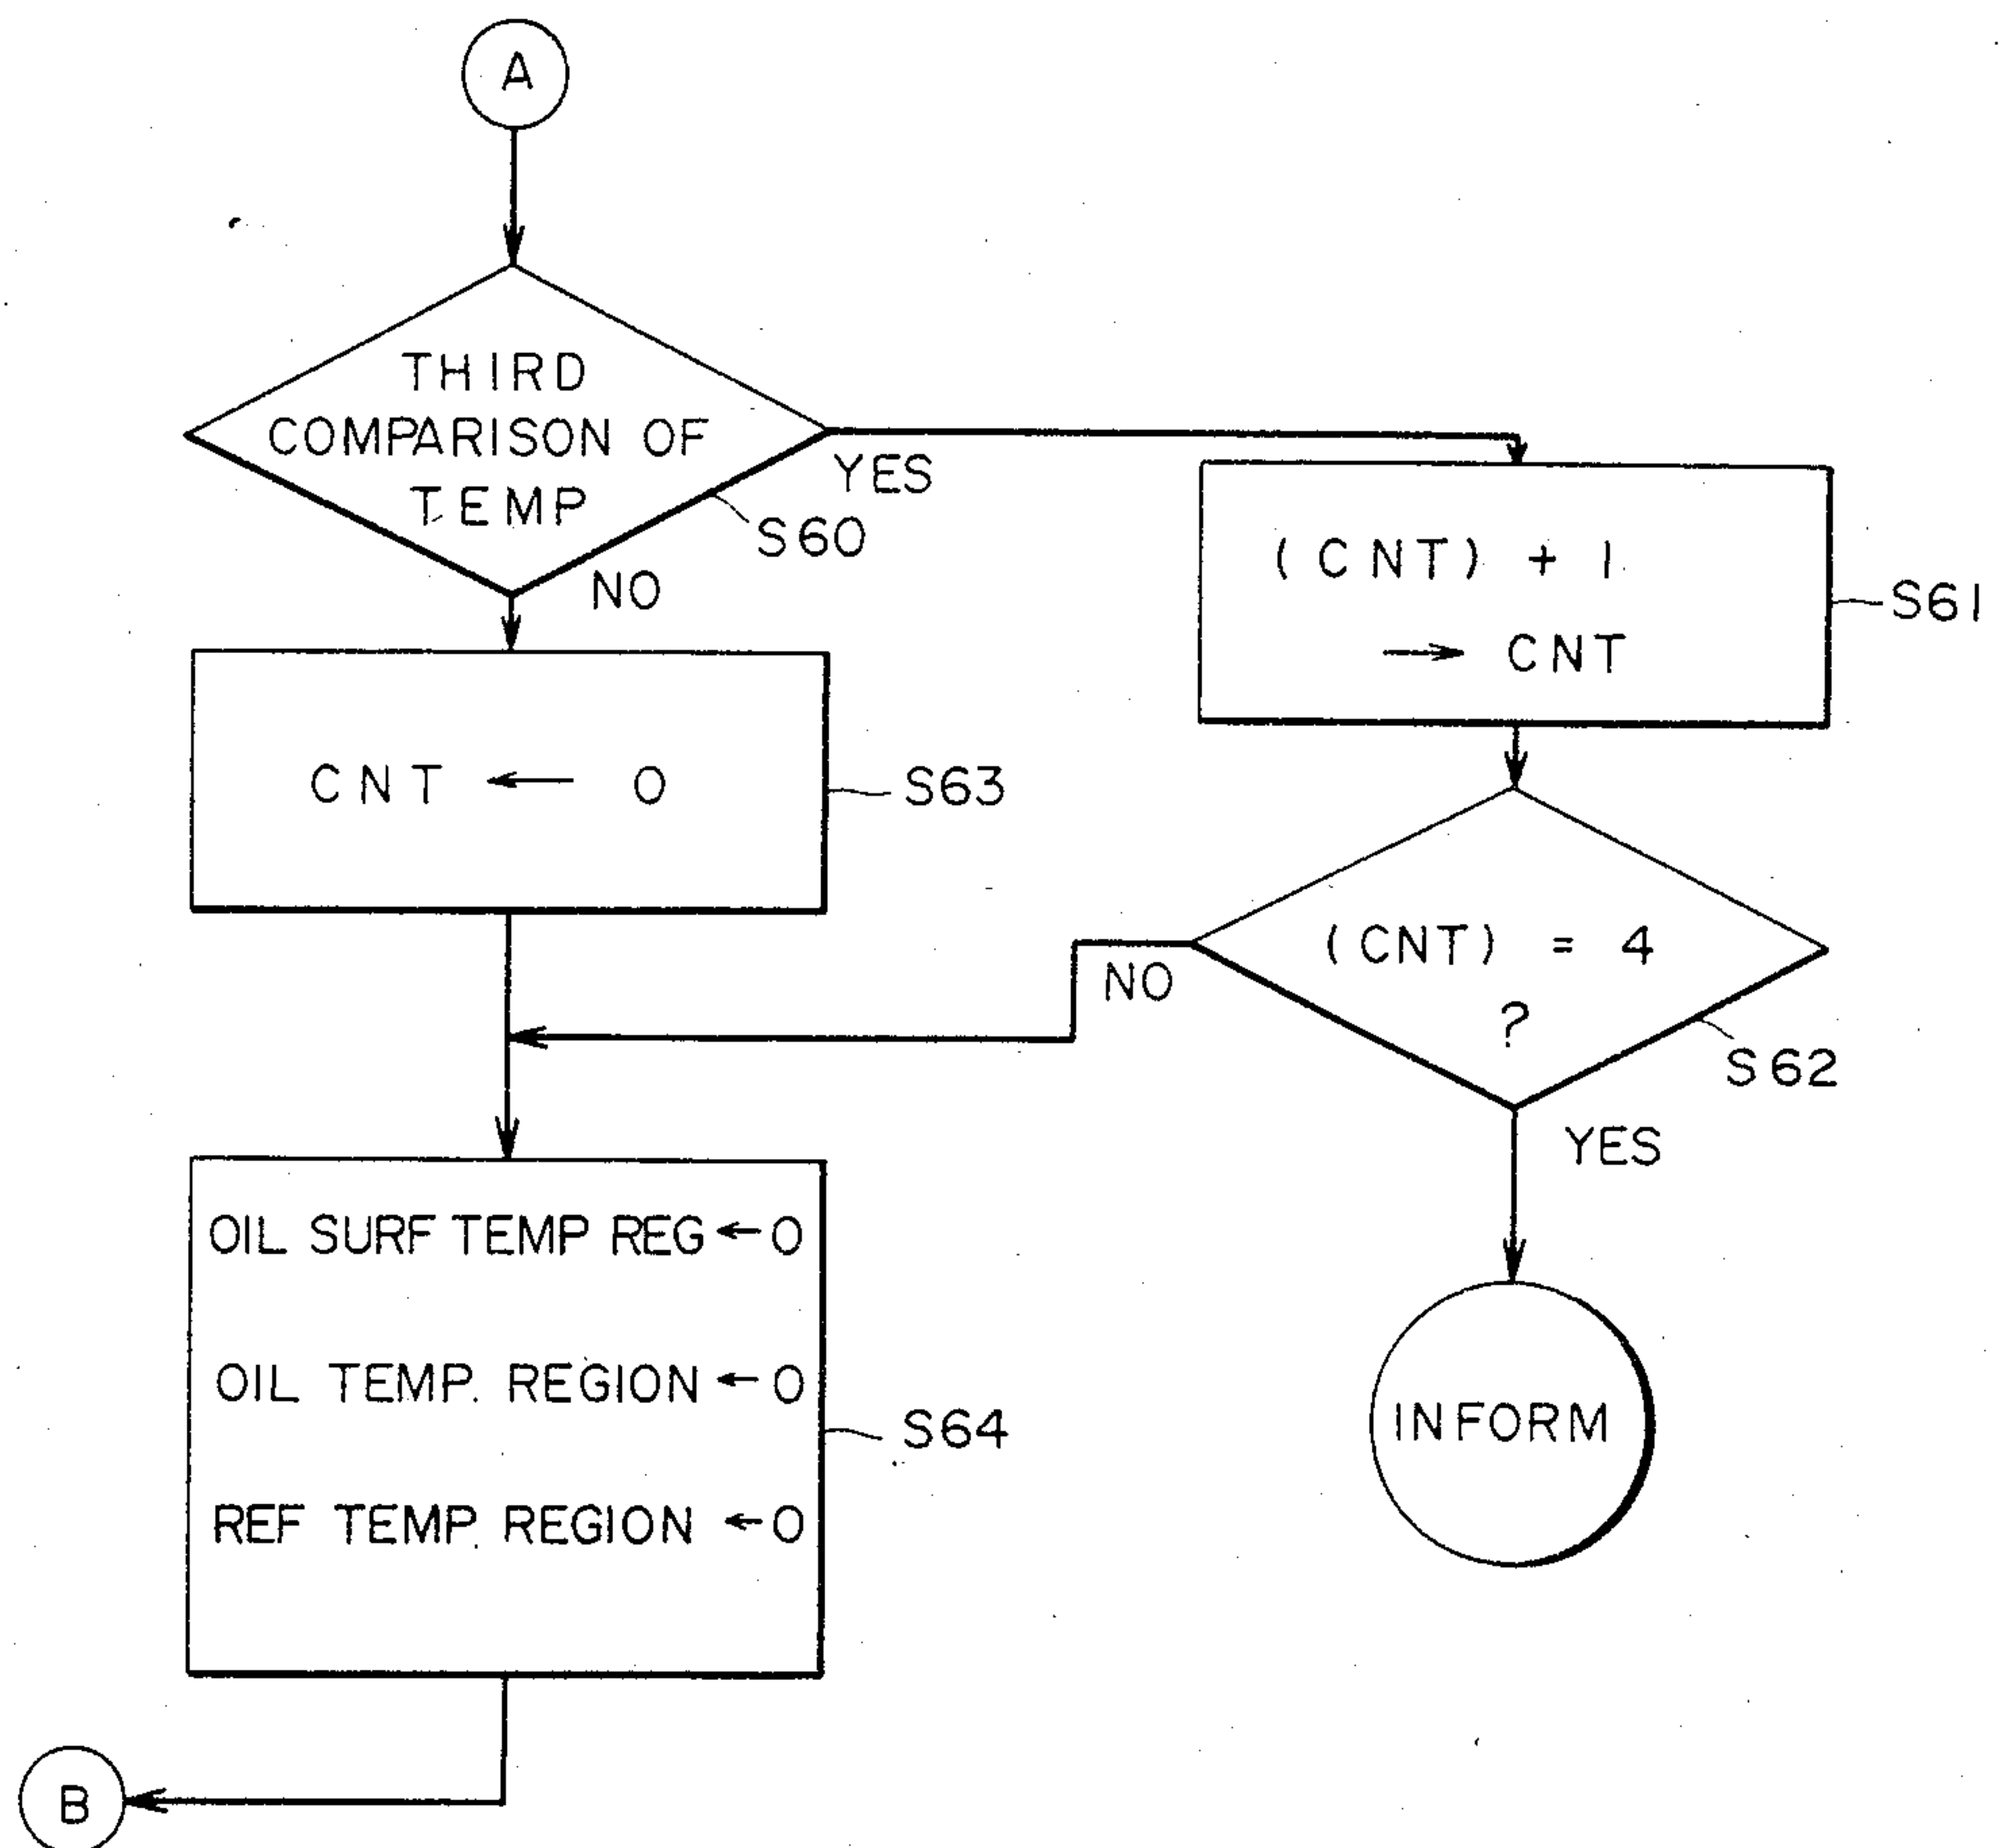 A
THIRD
COMPARISON OF
TEMP
YES
S60
NO
(CNT) + 1
→ CNT
S61
CNT ← 0
S63
(CNT) = 4
?
NO
S62
YES
OIL SURF TEMP REG ← 0
OIL TEMP. REGION ← 0
REF TEMP. REGION ← 0
S64
INFORM
B